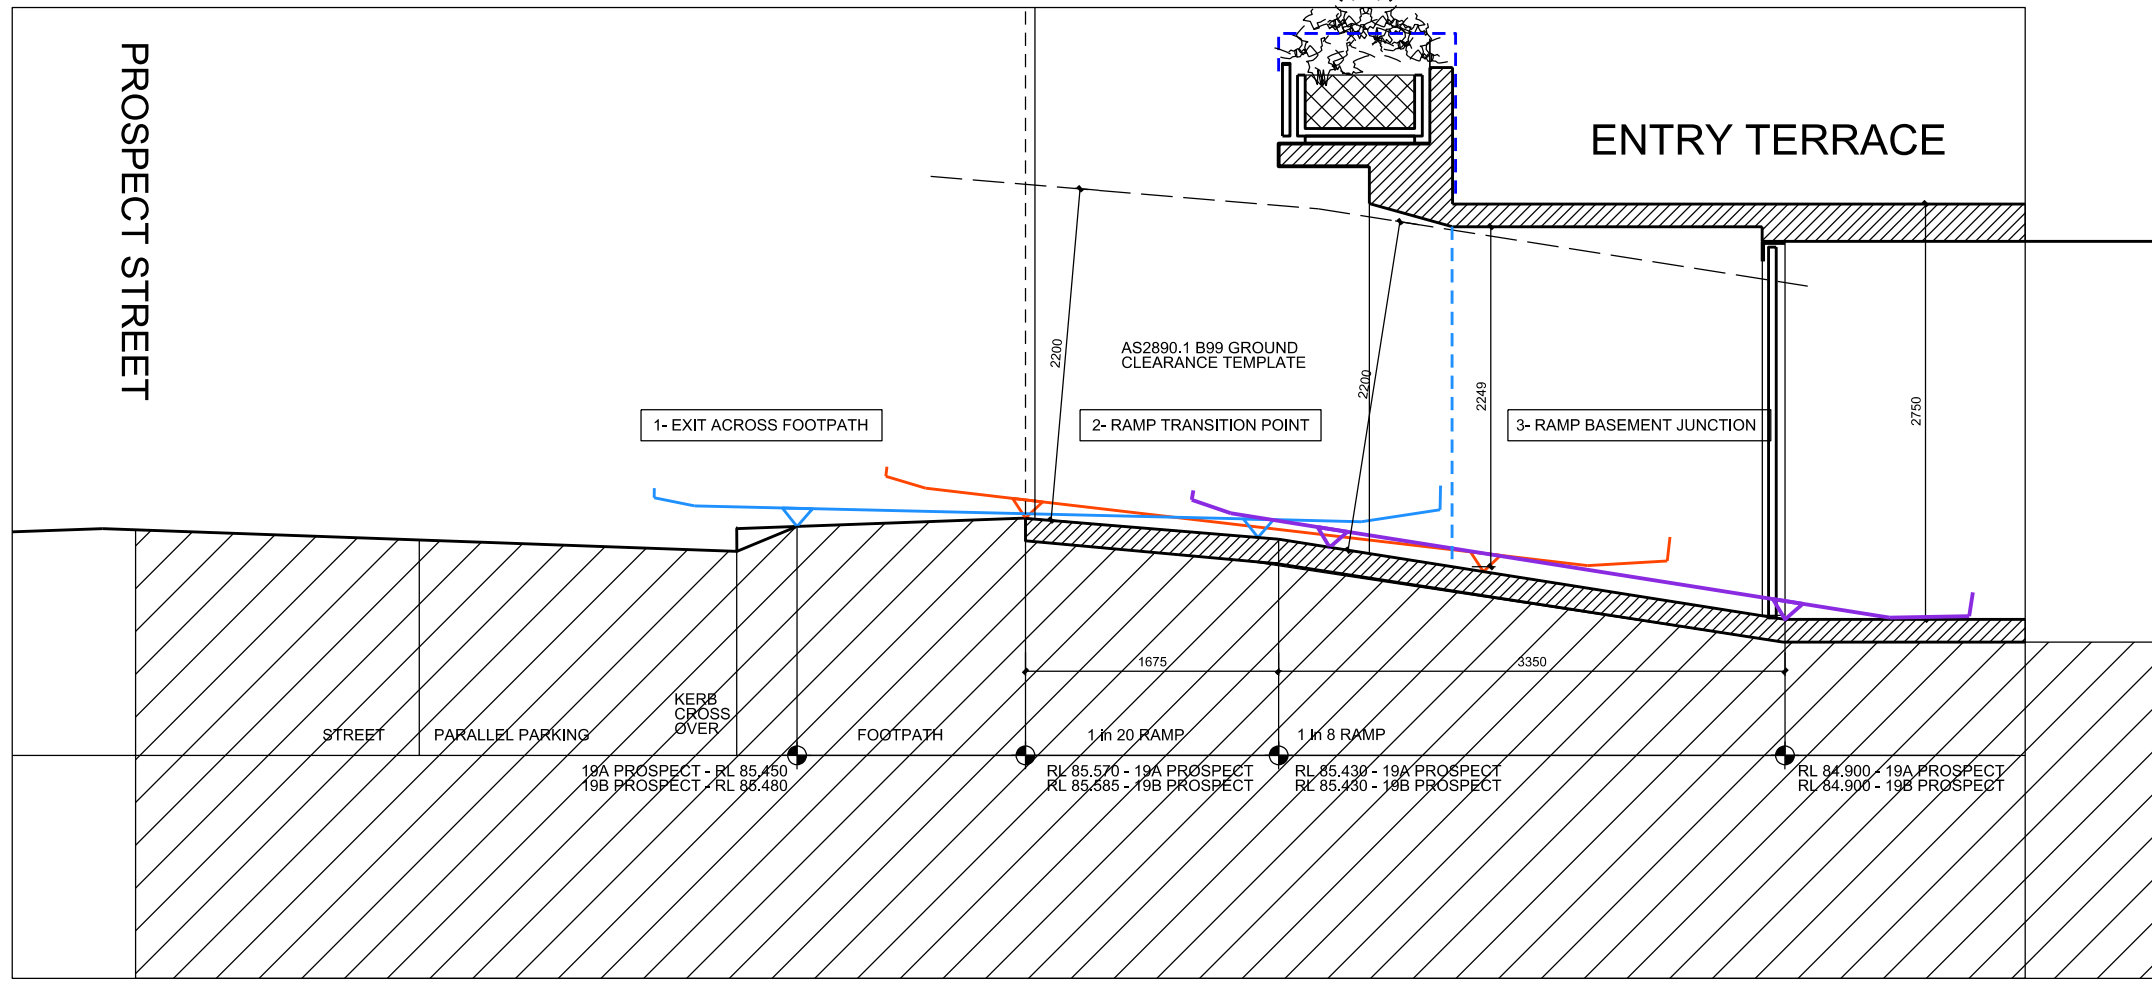 PROSPECT STREET
ENTRY TERRACE
2200
AS2890.1 B99 GROUND
CLEARANCE TEMPLATE
2200
2249
2750
1- EXIT ACROSS FOOTPATH
2- RAMP TRANSITION POINT
3- RAMP BASEMENT JUNCTION
1675
3350
KERB
CROSS
OVER
STREET
PARALLEL PARKING
FOOTPATH
1 in 20 RAMP
1 In 8 RAMP
19A PROSPECT - RL 85.450
19B PROSPECT - RL 85.480
RL 85.570 - 19A PROSPECT
RL 85.585 - 19B PROSPECT
RL 85.430 - 19A PROSPECT
RL 85.430 - 19B PROSPECT
RL 84.900 - 19A PROSPECT
RL 84.900 - 19B PROSPECT